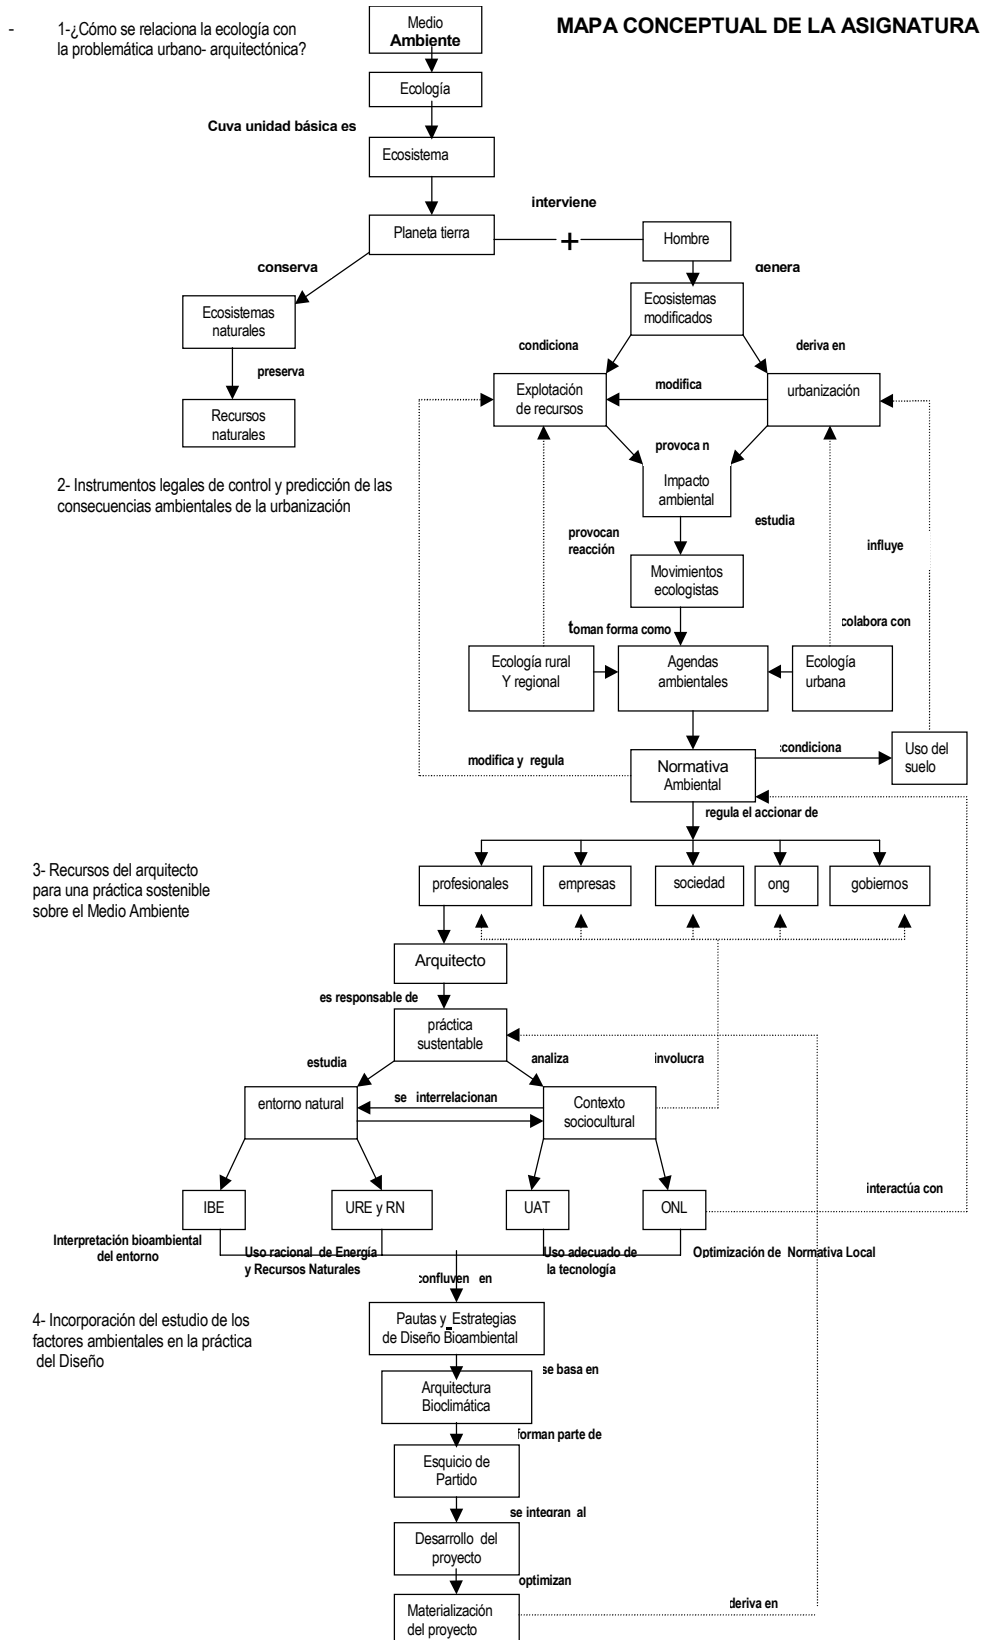 MAPA CONCEPTUAL DE LA ASIGNATURA
-
1-¿Cómo se relaciona la ecología con
la problemática urbano- arquitectónica?
Medio
Ambiente
Ecología
Cuya unidad básica es
Ecosistema
interviene
Planeta tierra
+
Hombre
conserva
genera
Ecosistemas
naturales
Ecosistemas
modificados
condiciona
deriva en
preserva
Explotación
de recursos
modifica
urbanización
Recursos
naturales
provoca n
2- Instrumentos legales de control y predicción de las
consecuencias ambientales de la urbanización
Impacto
ambiental
estudia
provocan
reacción
influye
Movimientos
ecologistas
colabora con
toman forma como
Ecología rural
Y regional
Agendas
ambientales
Ecología
urbana
modifica y regula
Normativa
Ambiental
condiciona
Uso del
suelo
regula el accionar de
3- Recursos del arquitecto
para una práctica sostenible
sobre el Medio Ambiente
profesionales
empresas
sociedad
ong
gobiernos
Arquitecto
es responsable de
práctica
sustentable
estudia
analiza
involucra
entorno natural
se interrelacionan
Contexto
sociocultural
interactúa con
IBE
URE y RN
UAT
ONL
Interpretación bioambiental
del entorno
Uso racional de Energía
y Recursos Naturales
Uso adecuado de
la tecnología
Optimización de Normativa Local
confluyen en
4- Incorporación del estudio de los
factores ambientales en la práctica
del Diseño
Pautas y Estrategias
de Diseño Bioambiental
se basa en
Arquitectura
Bioclimática
forman parte de
Esquicio de
Partido
se integran al
Desarrollo del
proyecto
optimizan
deriva en
Materialización
del proyecto